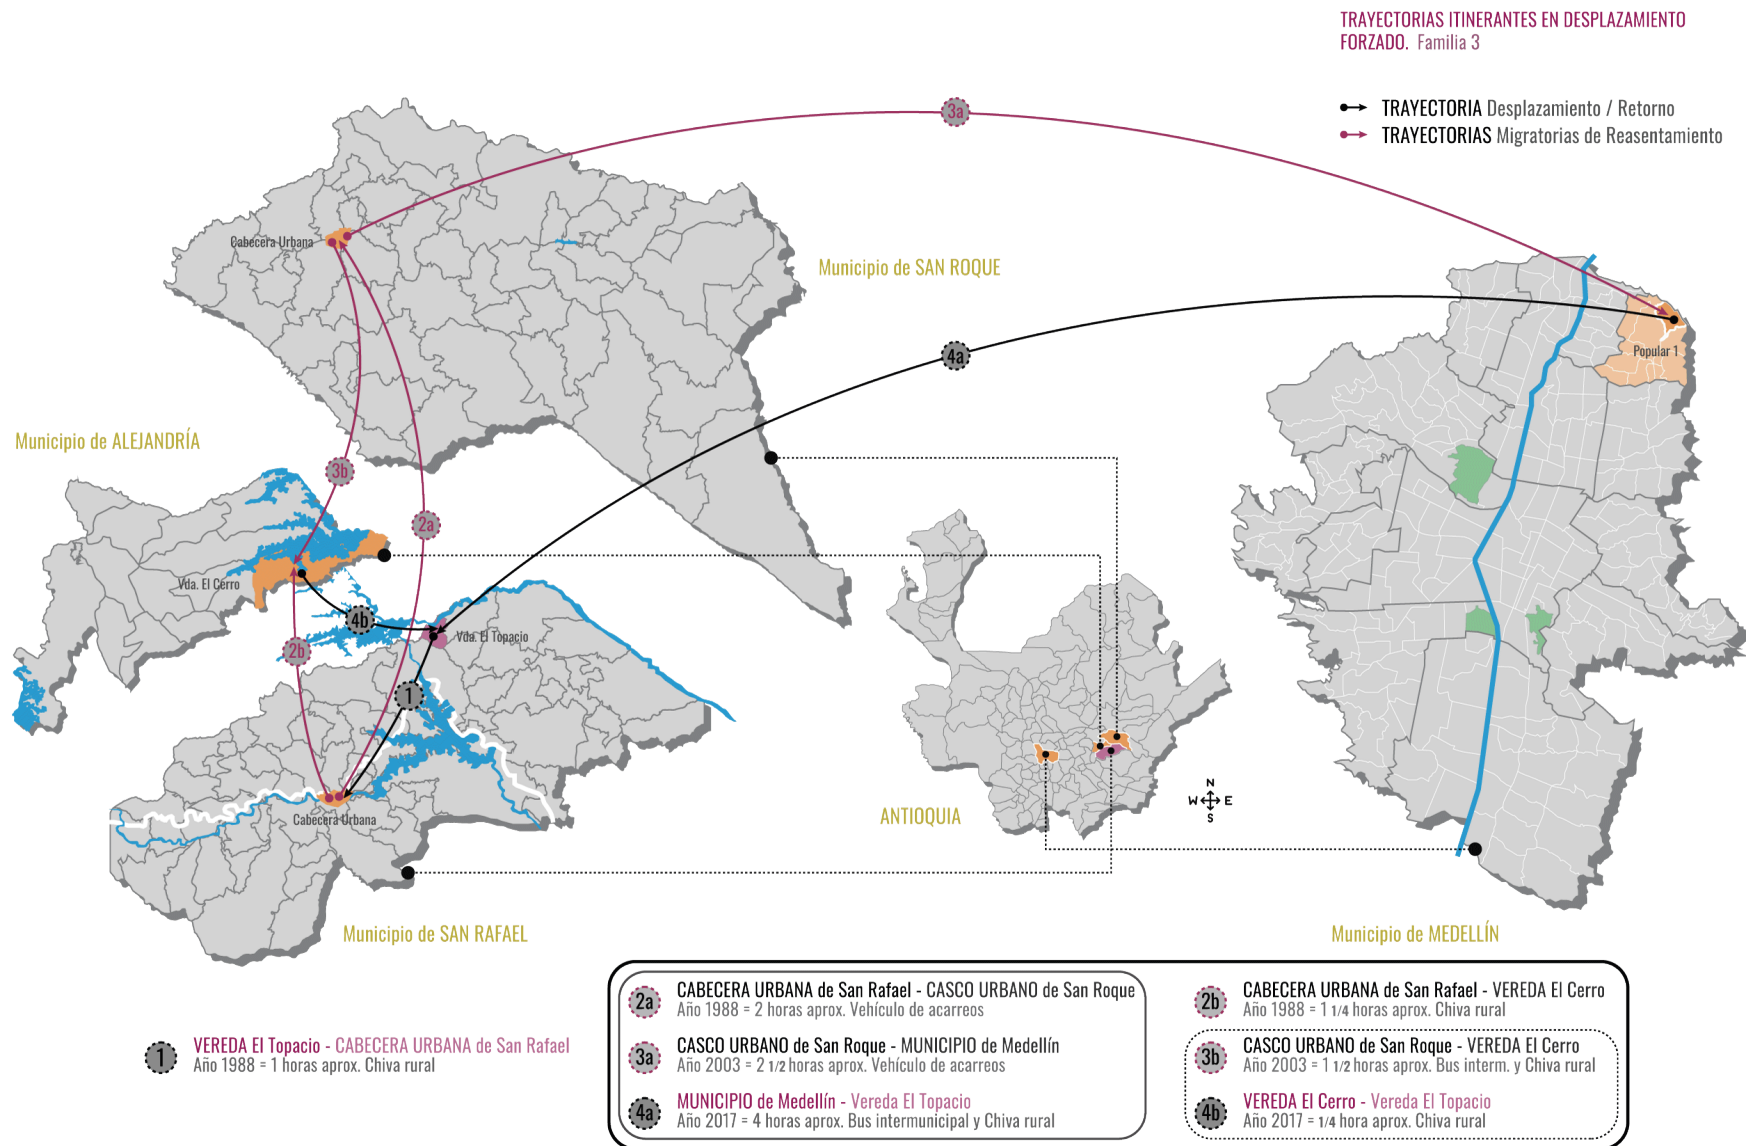 TRAYECTORIAS ITINERANTES EN DESPLAZAMIENTO
FORZADO. Familia 3
TRAYECTORIA Desplazamiento / Retorno
TRAYECTORIAS Migratorias de Reasentamiento
3a
Cabecera Urbana
Municipio de SAN ROQUE
4a
Popular 1
Municipio de ALEJANDRÍA
3b
2a
Vda. El Cerro
4b
Vda. El Topacio
2b
1
Cabecera Urbana
ANTIOQUIA
N
W E
S
Municipio de SAN RAFAEL
Municipio de MEDELLÍN
1
VEREDA El Topacio - CABECERA URBANA de San Rafael
Año 1988 = 1 horas aprox. Chiva rural
2a
CABECERA URBANA de San Rafael - CASCO URBANO de San Roque
Año 1988 = 2 horas aprox. Vehículo de acarreos
3a
CASCO URBANO de San Roque - MUNICIPIO de Medellín
Año 2003 = 2 1/2 horas aprox. Vehículo de acarreos
4a
MUNICIPIO de Medellín - Vereda El Topacio
Año 2017 = 4 horas aprox. Bus intermunicipal y Chiva rural
2b
CABECERA URBANA de San Rafael - VEREDA El Cerro
Año 1988 = 1 1/4 horas aprox. Chiva rural
3b
CASCO URBANO de San Roque - VEREDA El Cerro
Año 2003 = 1 1/2 horas aprox. Bus interm. y Chiva rural
4b
VEREDA El Cerro - Vereda El Topacio
Año 2017 = 1/4 hora aprox. Chiva rural